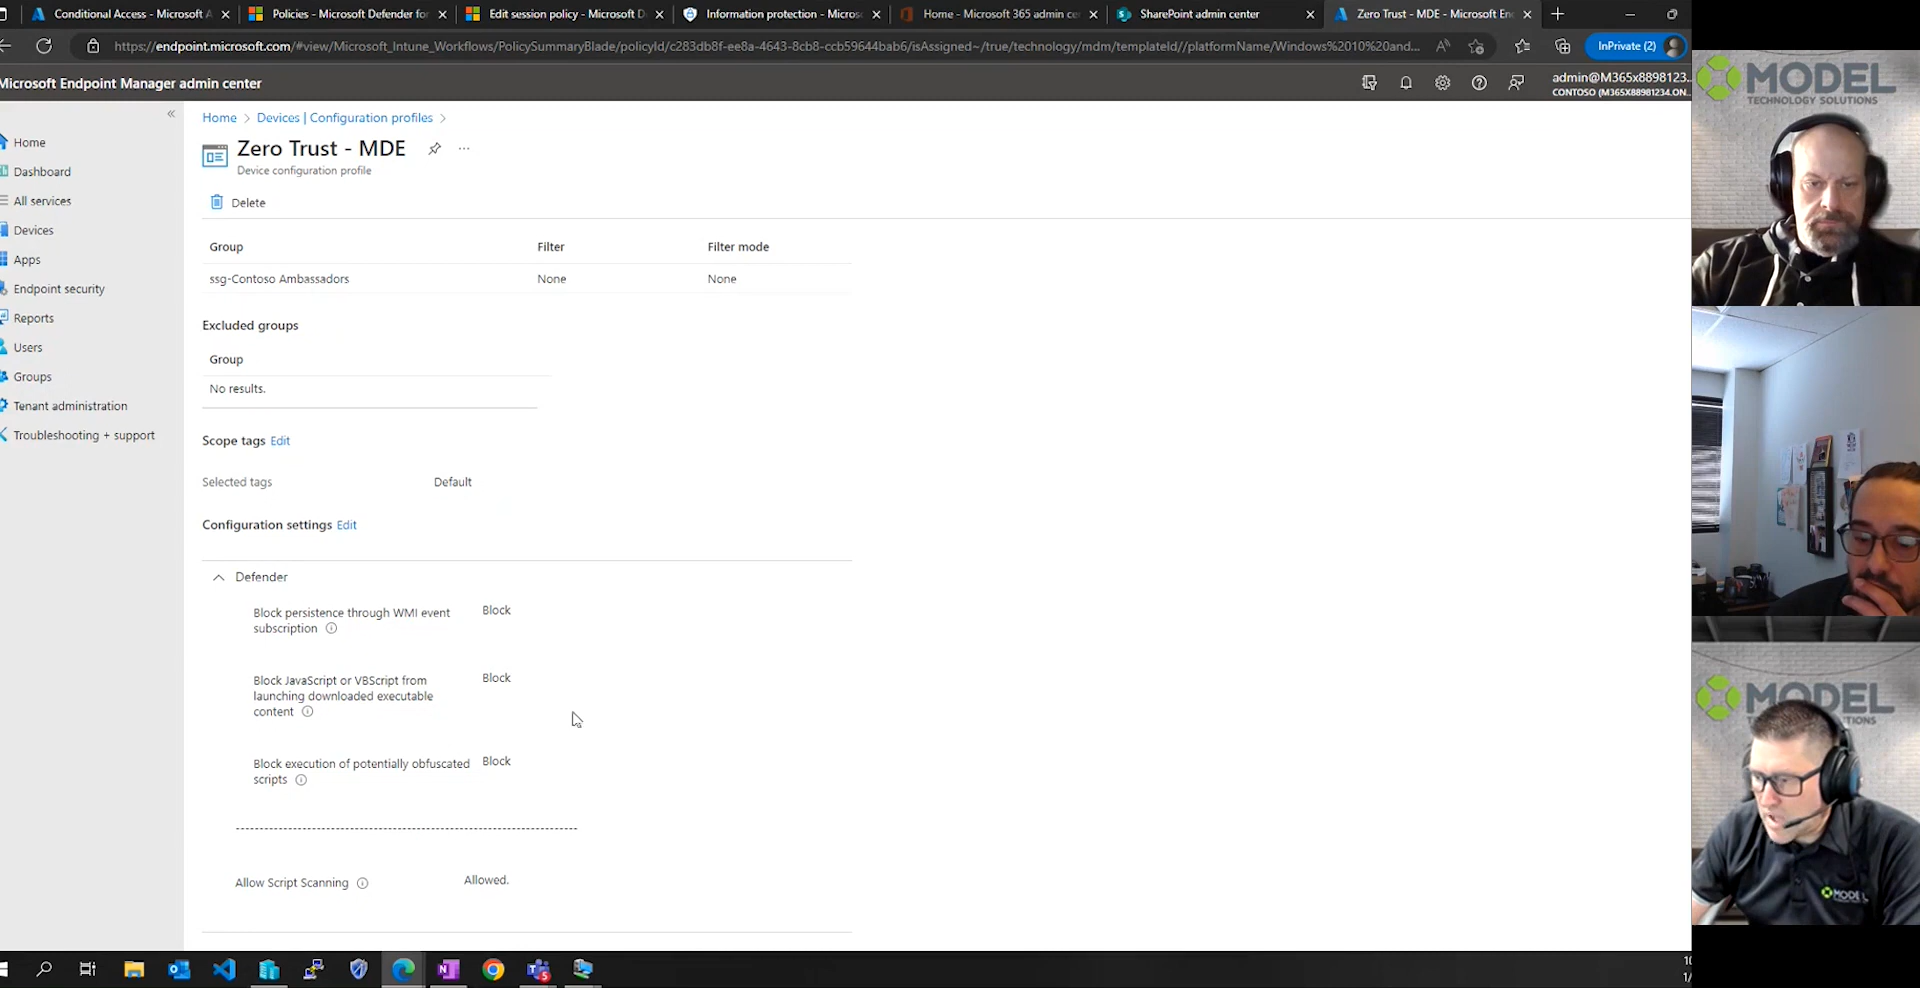 Conditional Access - Microsoft A
Policies - Microsoft Defender for
Edit session policy - Microsoft D
Information protection - Micros
Home - Microsoft 365 admin ce
SharePoint admin center
Zero Trust - MDE - Microsoft En
https://endpoint.microsoft.com/#view/Microsoft_Intune_Workflows/PolicySummaryBlade/policyId/c283db8f-ee8a-4643-8cb8-ccb59644bab6/isAssigned~/true/technology/mdm/templateId//platformName/Windows%2010%20and...
InPrivate (2)
Microsoft Endpoint Manager admin center
admin@M365x8898123...
CONTOSO (M365X88981234.ON...
«
Home
Dashboard
All services
Devices
Apps
Endpoint security
Reports
Users
Groups
Tenant administration
Troubleshooting + support
Home > Devices | Configuration profiles >
Zero Trust - MDE ...
Device configuration profile
Delete
Group Filter Filter mode
ssg-Contoso Ambassadors None None
Excluded groups
Group
No results.
Scope tags Edit
Selected tags Default
Configuration settings Edit
Defender
Block persistence through WMI event Block
subscription
Block JavaScript or VBScript from Block
launching downloaded executable
content
Block execution of potentially obfuscated Block
scripts
Allow Script Scanning Allowed.
MODEL
TECHNOLOGY SOLUTIONS
MODEL
MODEL
10
1/